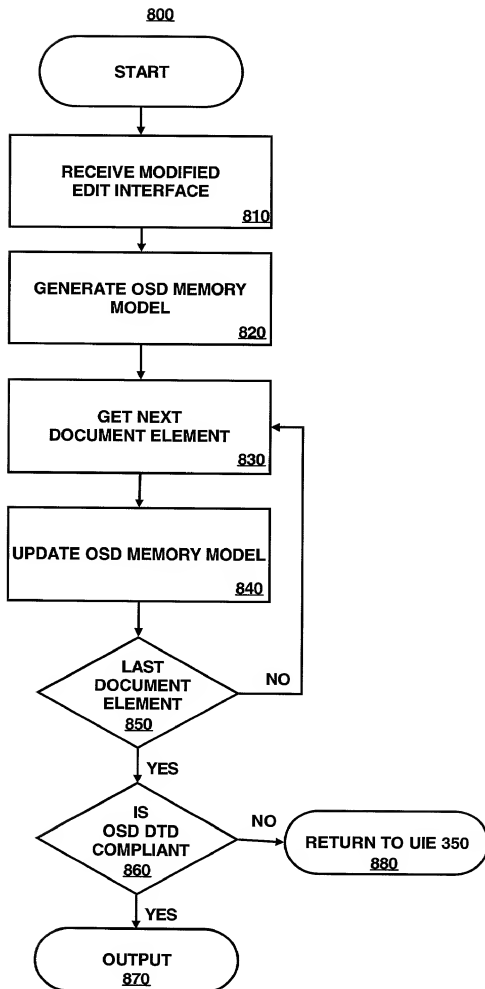 800
START
RECEIVE MODIFIED
EDIT INTERFACE
810
GENERATE OSD MEMORY
MODEL
820
GET NEXT
DOCUMENT ELEMENT
830
UPDATE OSD MEMORY MODEL
840
LAST
DOCUMENT
ELEMENT
850
NO
YES
IS
OSD DTD
COMPLIANT
860
NO
RETURN TO UIE 350
880
YES
OUTPUT
870